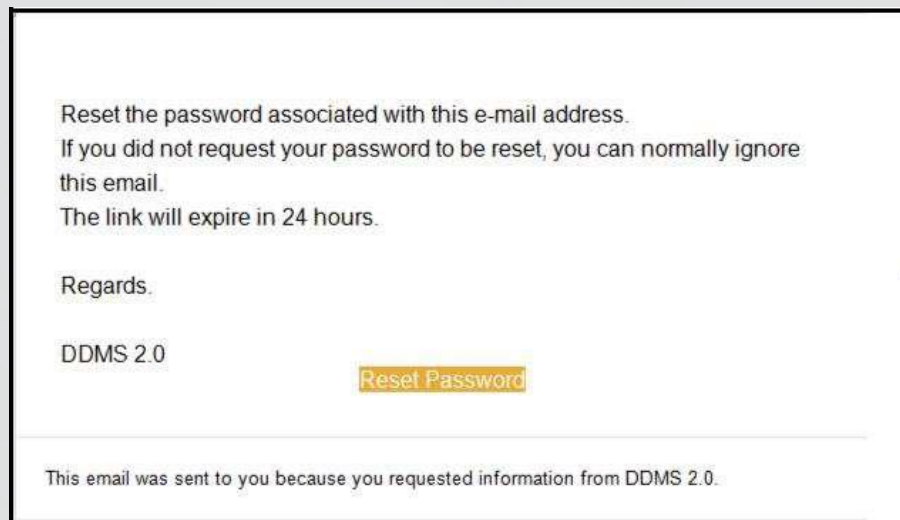 Reset the password associated with this e-mail address.
If you did not request your password to be reset, you can normally ignore
this email.
The link will expire in 24 hours.
Regards.
DDMS 2.0
Reset Password
This email was sent to you because you requested information from DDMS 2.0.